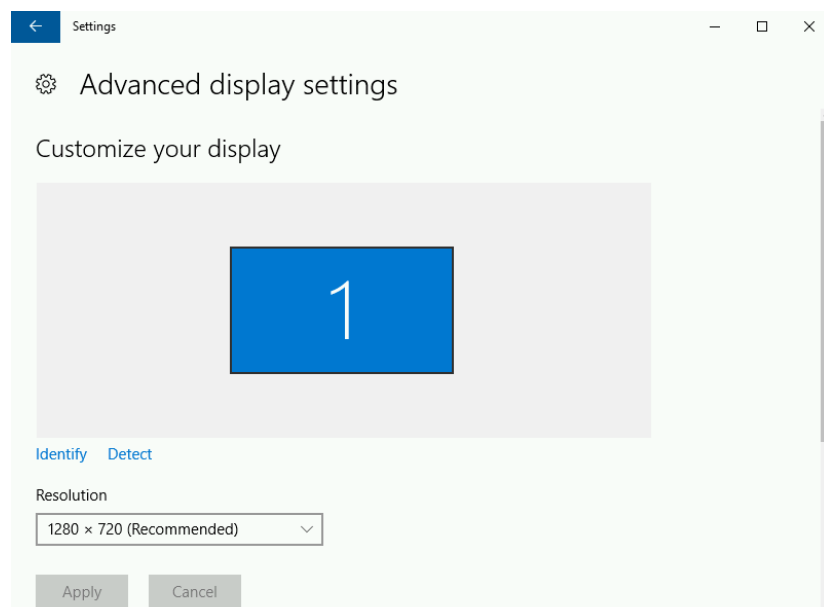 Settings
Advanced display settings
Customize your display
1
Identify Detect
Resolution
1280 × 720 (Recommended)
Apply Cancel